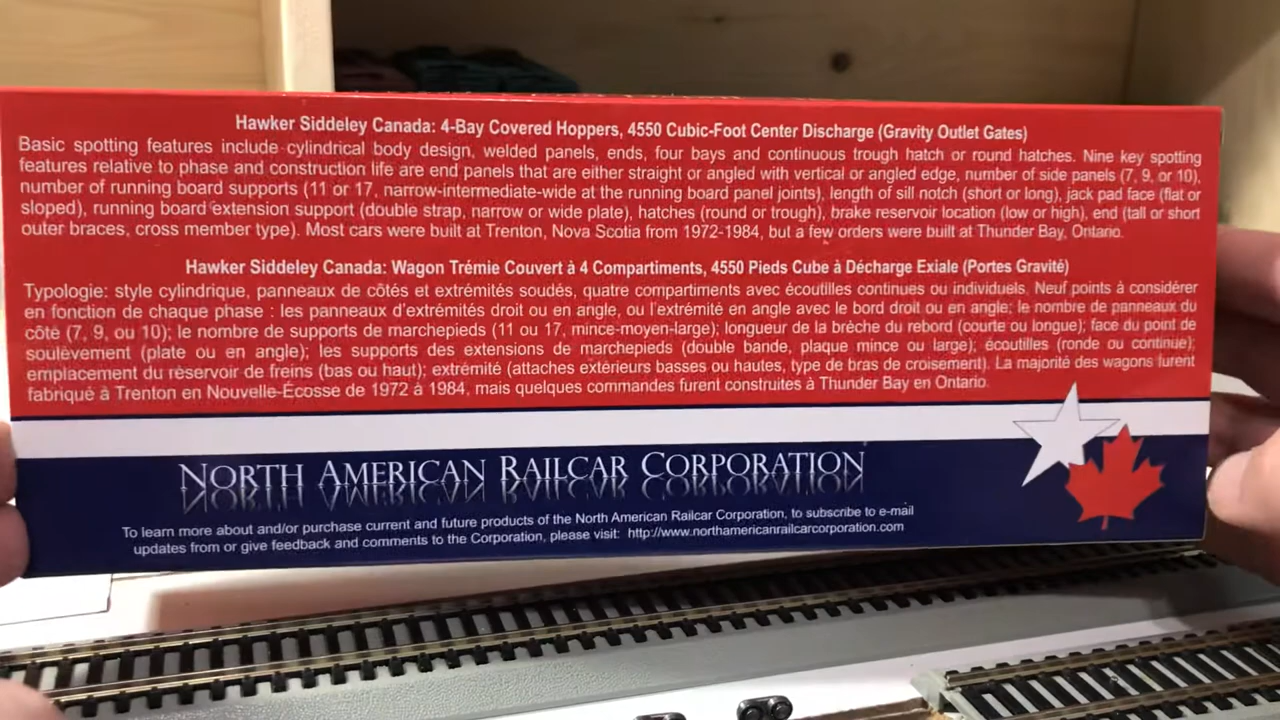 Hawker Siddeley Canada: 4-Bay Covered Hoppers, 4550 Cubic-Foot Center Discharge (Gravity Outlet Gates)
Basic spotting features include cylindrical body design, welded panels, ends, four bays and continuous trough hatch or round hatches. Nine key spotting
features relative to phase and construction life are end panels that are either straight or angled with vertical or angled edge, number of side panels (7, 9, or 10),
number of running board supports (11 or 17, narrow-intermediate-wide at the running board panel joints), length of sill notch (short or long), jack pad face (flat or
sloped), running board extension support (double strap, narrow or wide plate), hatches (round or trough), brake reservoir location (low or high), end (tall or short
outer braces, cross member type). Most cars were built at Trenton, Nova Scotia from 1972-1984, but a few orders were built at Thunder Bay, Ontario.
Hawker Siddeley Canada: Wagon Trémie Couvert à 4 Compartiments, 4550 Pieds Cube à Décharge Exiale (Portes Gravité)
Typologie: style cylindrique, panneaux de côtés et extrémités soudés, quatre compartiments avec écoutilles continues ou individuels. Neuf points à considérer
en fonction de chaque phase : les panneaux d'extrémités droit ou en angle, ou l'extrémité en angle avec le bord droit ou en angle; le nombre de panneaux du
côté (7, 9, ou 10); le nombre de supports de marchepieds (11 ou 17, mince-moyen-large); longueur de la brèche du rebord (courte ou longue); face du point de
soulèvement (plate ou en angle); les supports des extensions de marchepieds (double bande, plaque mince ou large); écoutilles (ronde ou continue);
emplacement du réservoir de freins (bas ou haut); extrémité (attaches extérieurs basses ou hautes, type de bras de croisement). La majorité des wagons furent
fabriqué à Trenton en Nouvelle-Écosse de 1972 à 1984, mais quelques commandes furent construites à Thunder Bay en Ontario.
NORTH AMERICAN RAILCAR CORPORATION
To learn more about and/or purchase current and future products of the North American Railcar Corporation, to subscribe to e-mail
updates from or give feedback and comments to the Corporation, please visit: http://www.northamericanrailcarcorporation.com